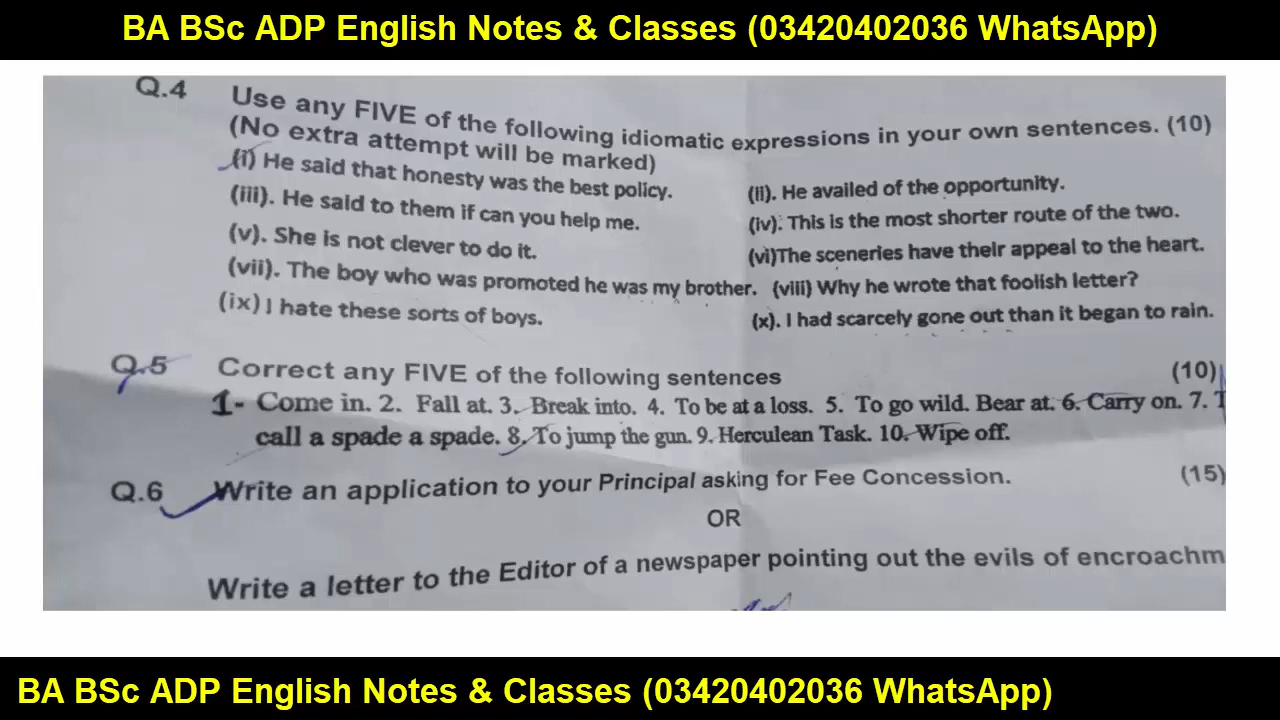 BA BSc ADP English Notes & Classes (03420402036 WhatsApp)
Q.4 Use any FIVE of the following idiomatic expressions in your own sentences. (10)
(No extra attempt will be marked)
(i) He said that honesty was the best policy. (ii). He availed of the opportunity.
(iii). He said to them if can you help me. (iv). This is the most shorter route of the two.
(v). She is not clever to do it. (vi)The sceneries have their appeal to the heart.
(vii). The boy who was promoted he was my brother. (viii) Why he wrote that foolish letter?
(ix) I hate these sorts of boys. (x). I had scarcely gone out than it began to rain.
Q.5 Correct any FIVE of the following sentences (10)
1- Come in. 2. Fall at. 3. Break into. 4. To be at a loss. 5. To go wild. Bear at. 6. Carry on. 7. T
call a spade a spade. 8. To jump the gun. 9. Herculean Task. 10. Wipe off.
Q.6 Write an application to your Principal asking for Fee Concession. (15)
OR
Write a letter to the Editor of a newspaper pointing out the evils of encroachm
BA BSc ADP English Notes & Classes (03420402036 WhatsApp)